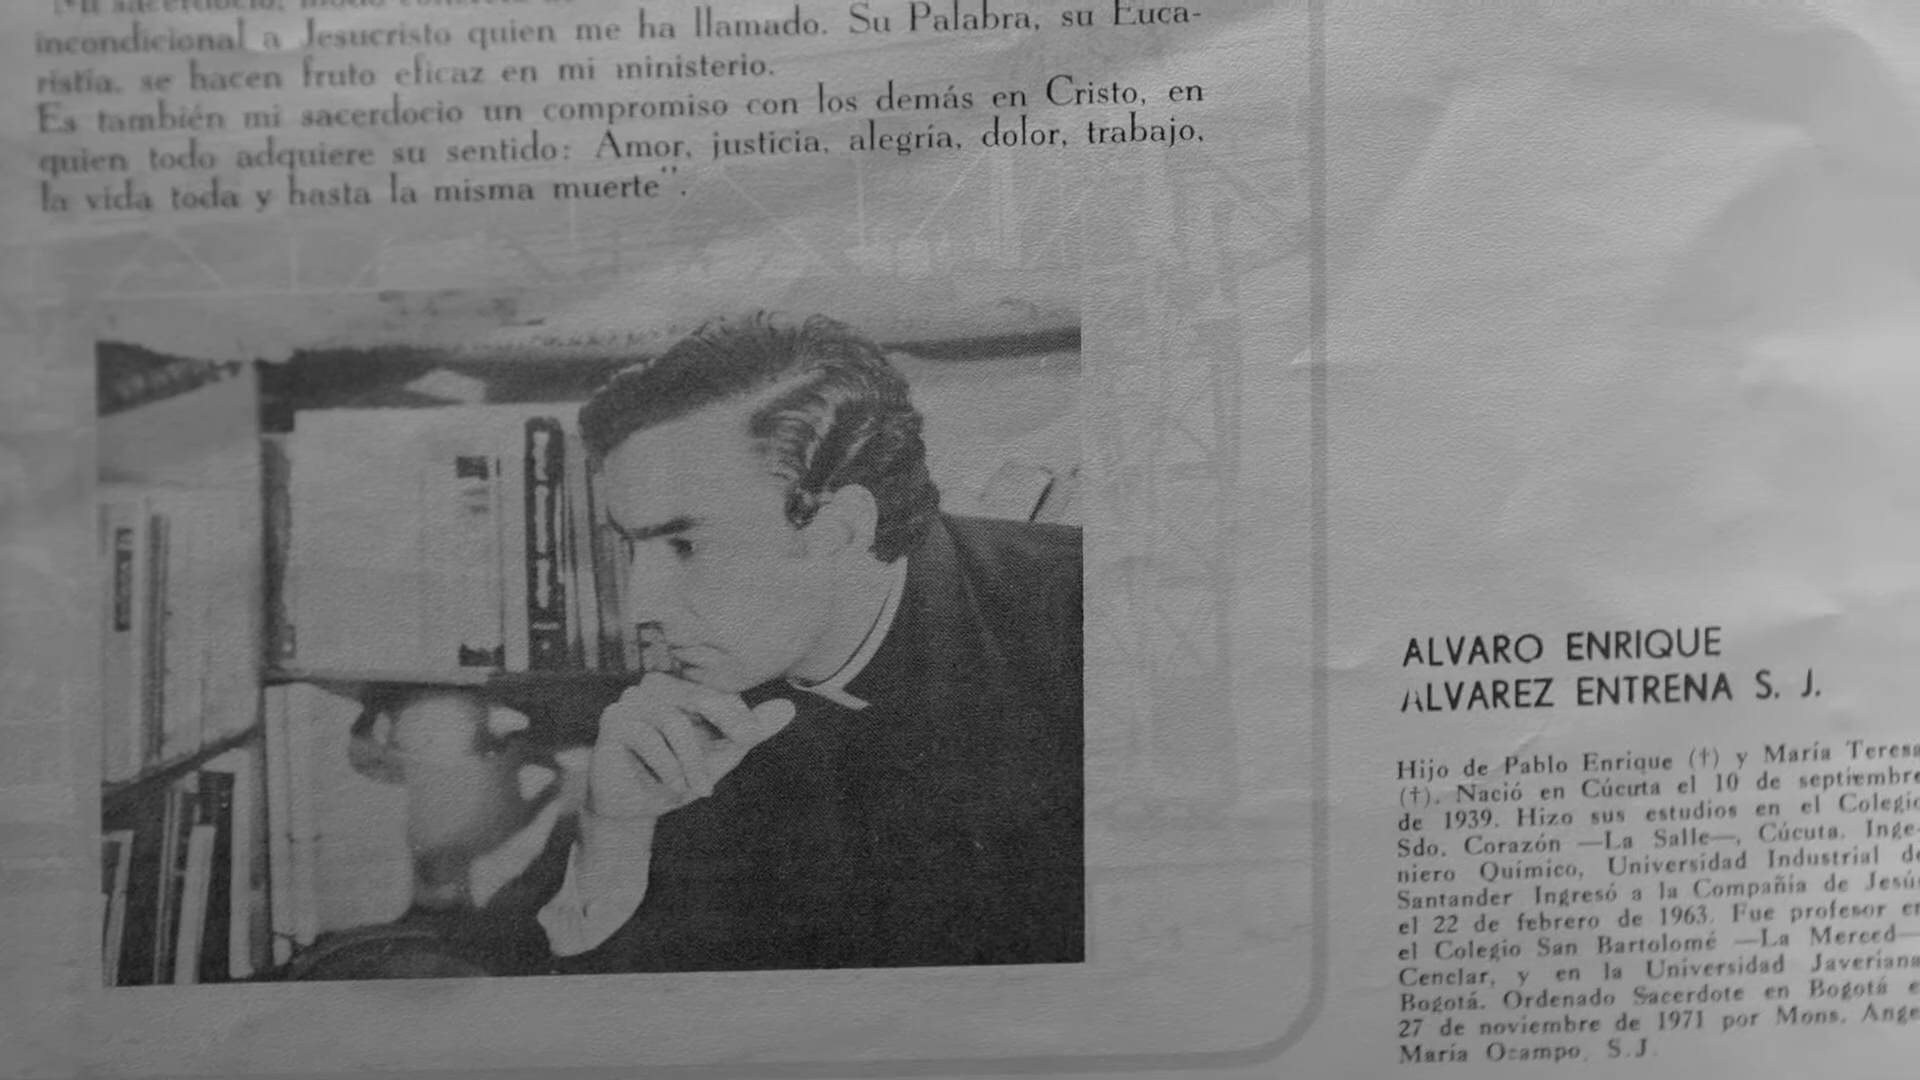 Mi sacerdocio,
incondicional a Jesucristo quien me ha llamado. Su Palabra, su Euca-
ristía, se hacen fruto eficaz en mi ministerio.
Es también mi sacerdocio un compromiso con los demás en Cristo, en
quien todo adquiere su sentido: Amor, justicia, alegría, dolor, trabajo,
la vida toda y hasta la misma muerte".
ALVARO ENRIQUE
ALVAREZ ENTRENA S. J.
Hijo de Pablo Enrique (†) y María Teresa
(†). Nació en Cúcuta el 10 de septiembre
de 1939. Hizo sus estudios en el Colegio
Sdo. Corazón —La Salle—, Cúcuta. Inge-
niero Químico, Universidad Industrial de
Santander Ingresó a la Compañía de Jesús
el 22 de febrero de 1963. Fue profesor en
el Colegio San Bartolomé —La Merced—
Cenclar, y en la Universidad Javeriana
Bogotá. Ordenado Sacerdote en Bogotá e
27 de noviembre de 1971 por Mons. Ange
María Ocampo, S.J.